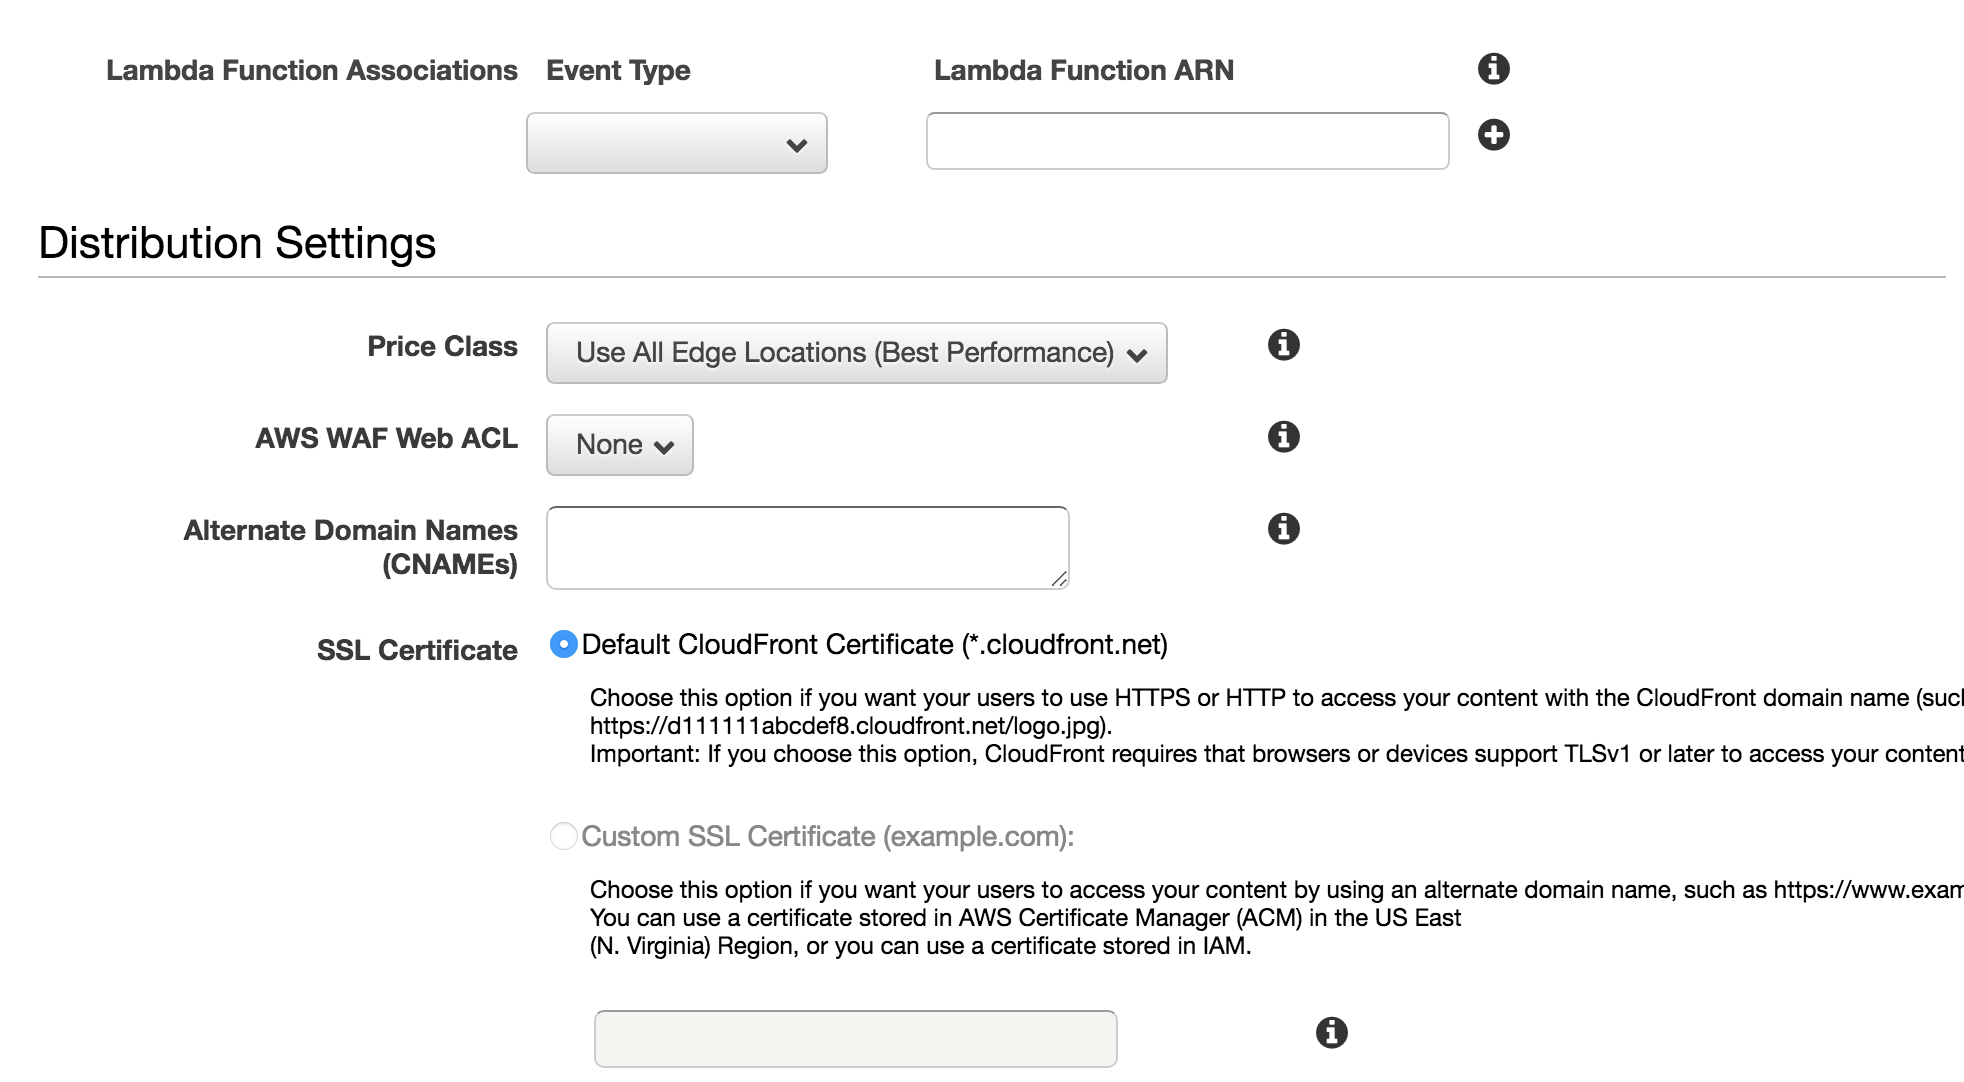 Lambda Function Associations Event Type Lambda Function ARN
Distribution Settings
Price Class Use All Edge Locations (Best Performance)
AWS WAF Web ACL None
Alternate Domain Names
(CNAMEs)
SSL Certificate Default CloudFront Certificate (*.cloudfront.net)
Choose this option if you want your users to use HTTPS or HTTP to access your content with the CloudFront domain name
https://d111111abcdef8.cloudfront.net/logo.jpg).
Important: If you choose this option, CloudFront requires that browsers or devices support TLSv1 or later to access your content
Custom SSL Certificate (example.com):
Choose this option if you want your users to access your content by using an alternate domain name, such as
You can use a certificate stored in AWS Certificate Manager (ACM) in the US East
(N. Virginia) Region, or you can use a certificate stored in IAM.